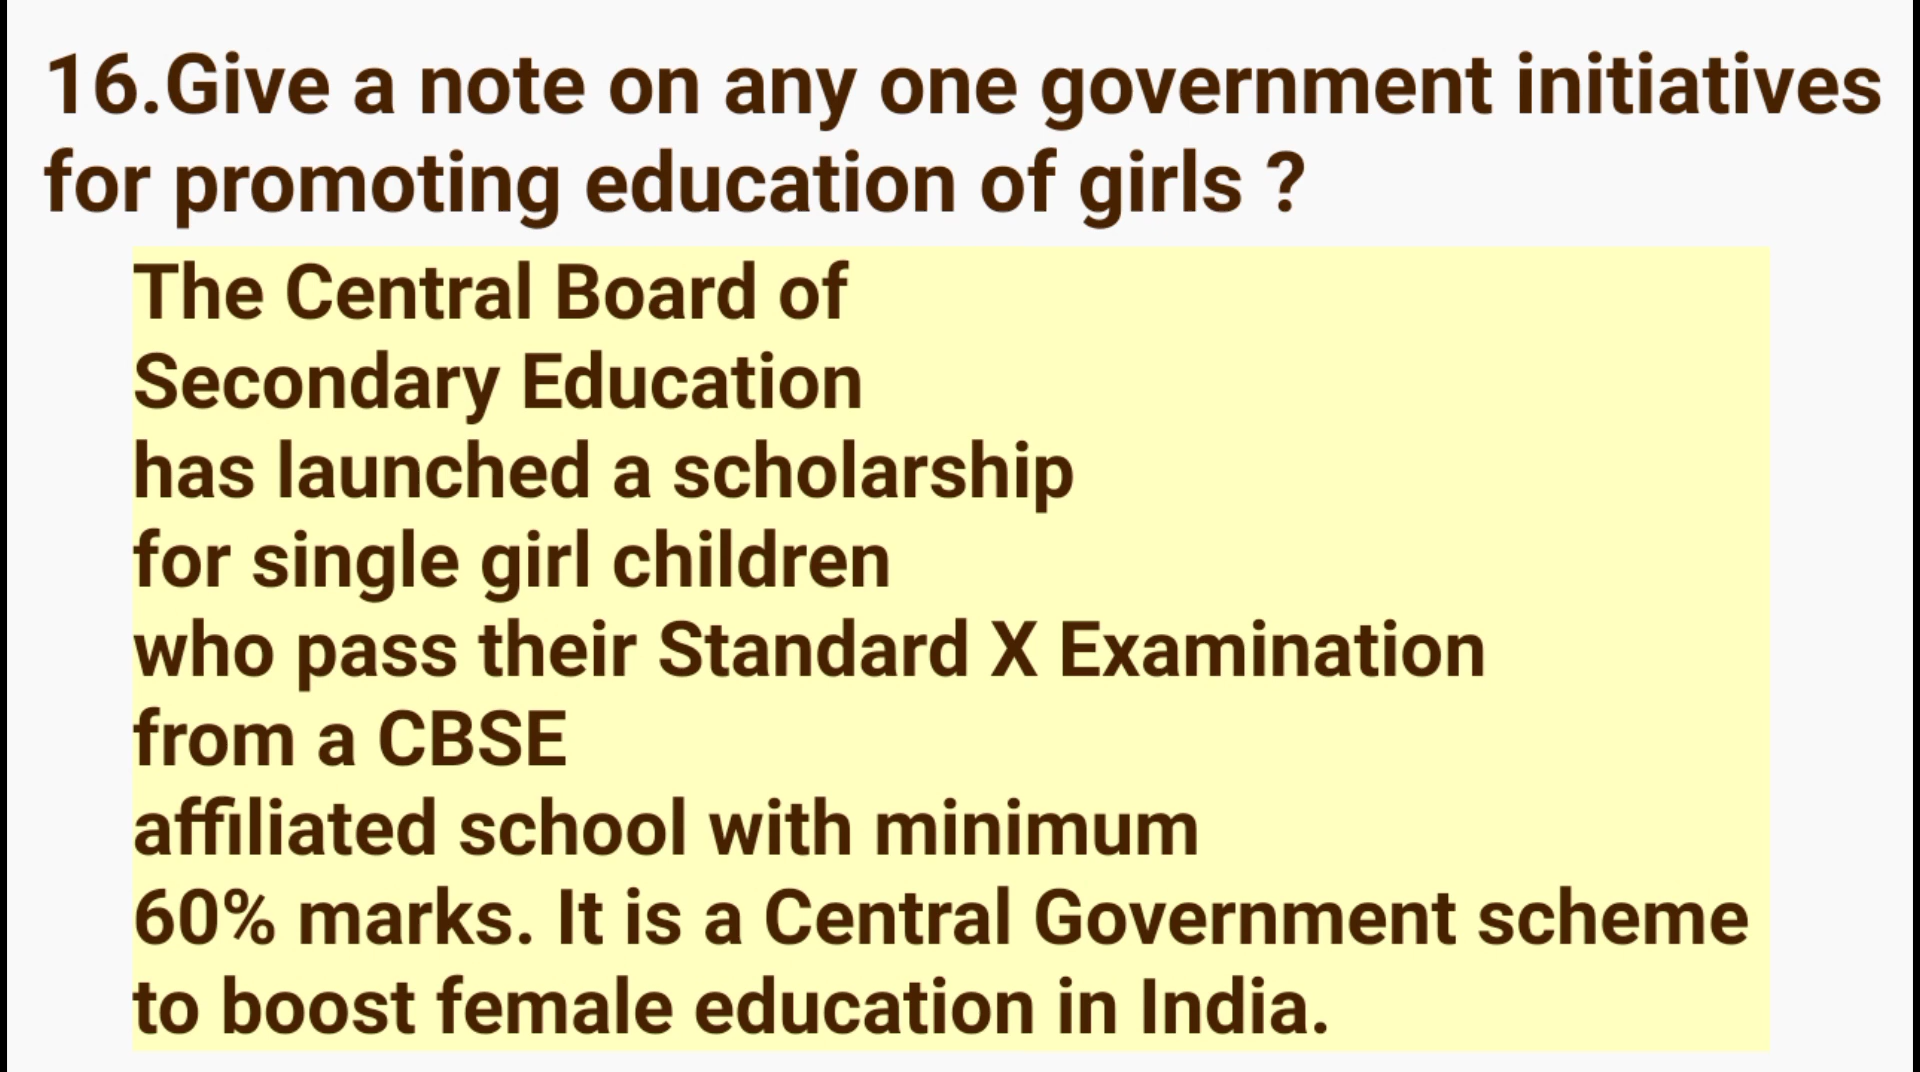 16.Give a note on any one government initiatives
for promoting education of girls ?
The Central Board of
Secondary Education
has launched a scholarship
for single girl children
who pass their Standard X Examination
from a CBSE
affiliated school with minimum
60% marks. It is a Central Government scheme
to boost female education in India.